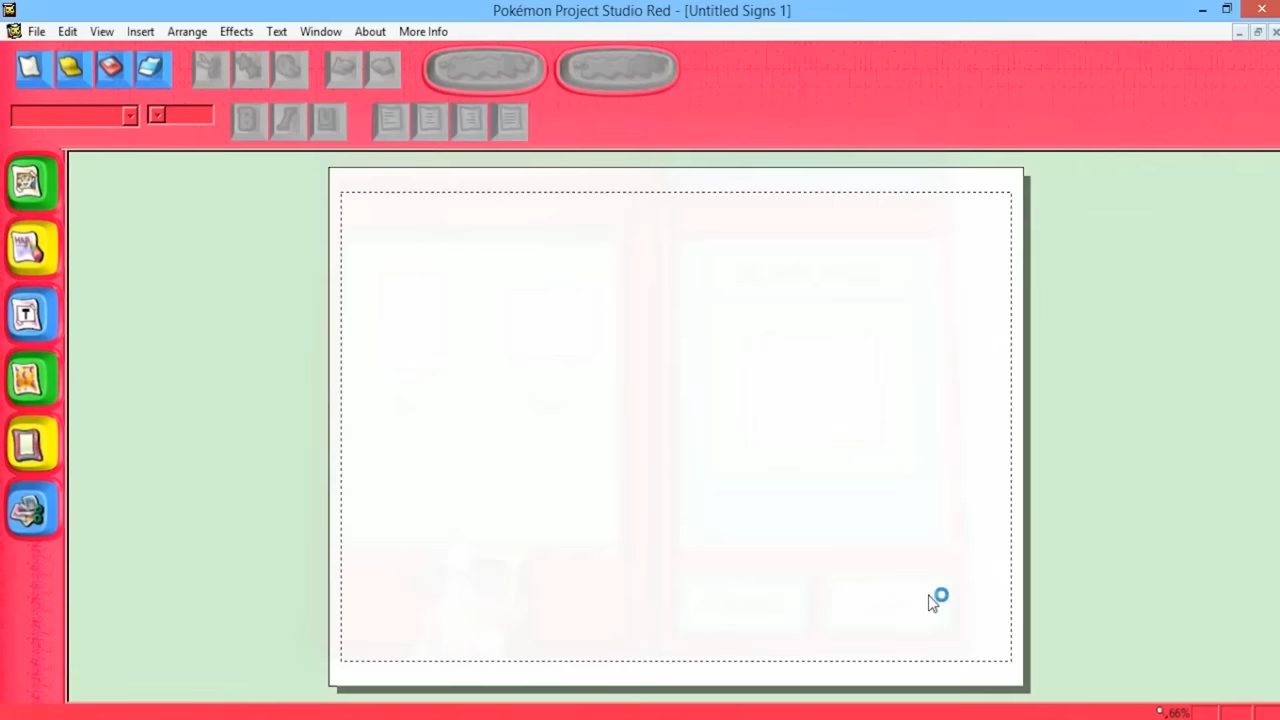 Pokémon Project Studio Red - [Untitled Signs 1]
File Edit View Insert Arrange Effects Text Window About More Info
B I U
T
66%